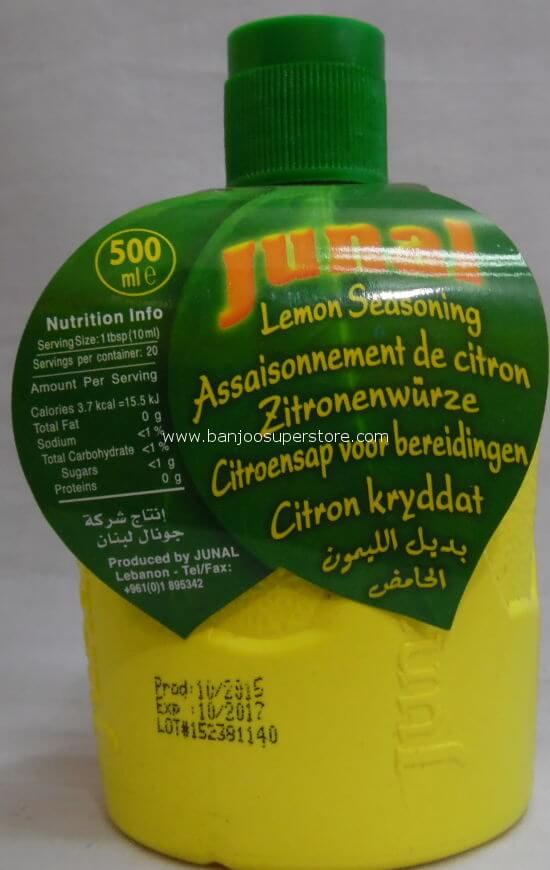 500
ml e
Nutrition Info
Serving Size: 1 tbsp (10 ml)
Servings per container: 20
Amount Per Serving
Calories 3.7 kcal =15.5 kJ
Total Fat 0 g
Sodium <1 %
Total Carbohydrate <1 %
Sugars <1 g
Proteins 0 g
إنتاج شركة
جونال لبنان
Produced by JUNAL
Lebanon - Tel/Fax:
+961(0)1 895342
Junal
Lemon Seasoning
Assaisonnement de citron
Zitronenwürze
Citroensap voor bereidingen
Citron kryddat
بديل الليمون
الحامض
www.banjoosuperstore.com
Prod:10/2015
Exp :10/2017
LOT#152381140
Junal